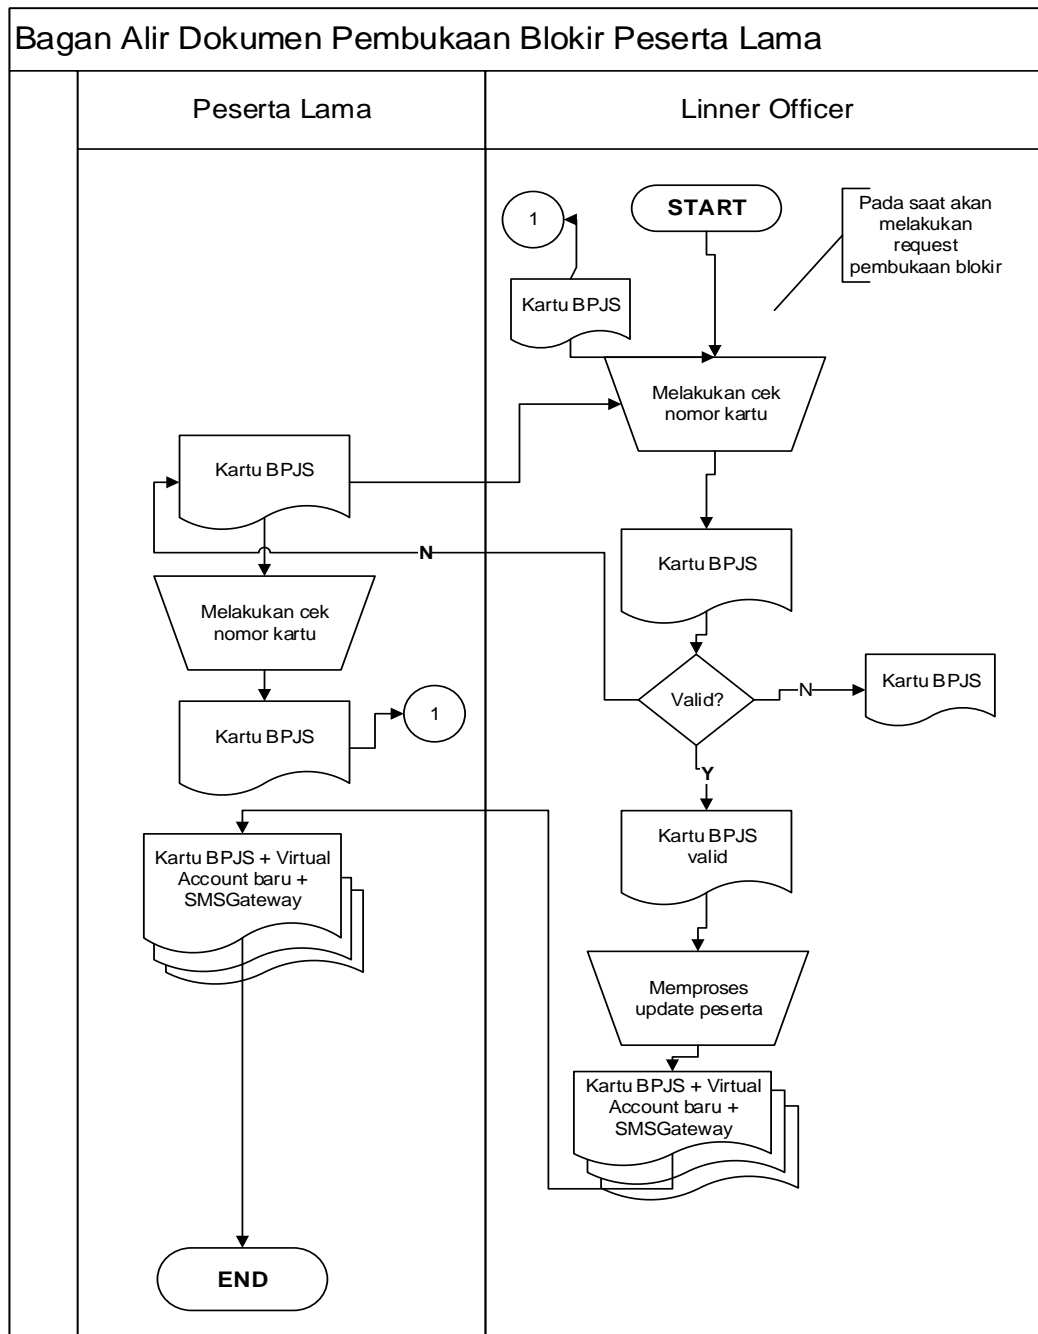 Bagan Alir Dokumen Pembukaan Blokir Peserta Lama
Peserta Lama
Linner Officer
1
START
Pada saat akan
melakukan
request
pembukaan blokir
Kartu BPJS
Melakukan cek
nomor kartu
Kartu BPJS
N
Kartu BPJS
Melakukan cek
nomor kartu
Kartu BPJS
1
Valid?
N
Kartu BPJS
Y
Kartu BPJS
valid
Kartu BPJS + Virtual
Account baru +
SMSGateway
Memproses
update peserta
Kartu BPJS + Virtual
Account baru +
SMSGateway
END